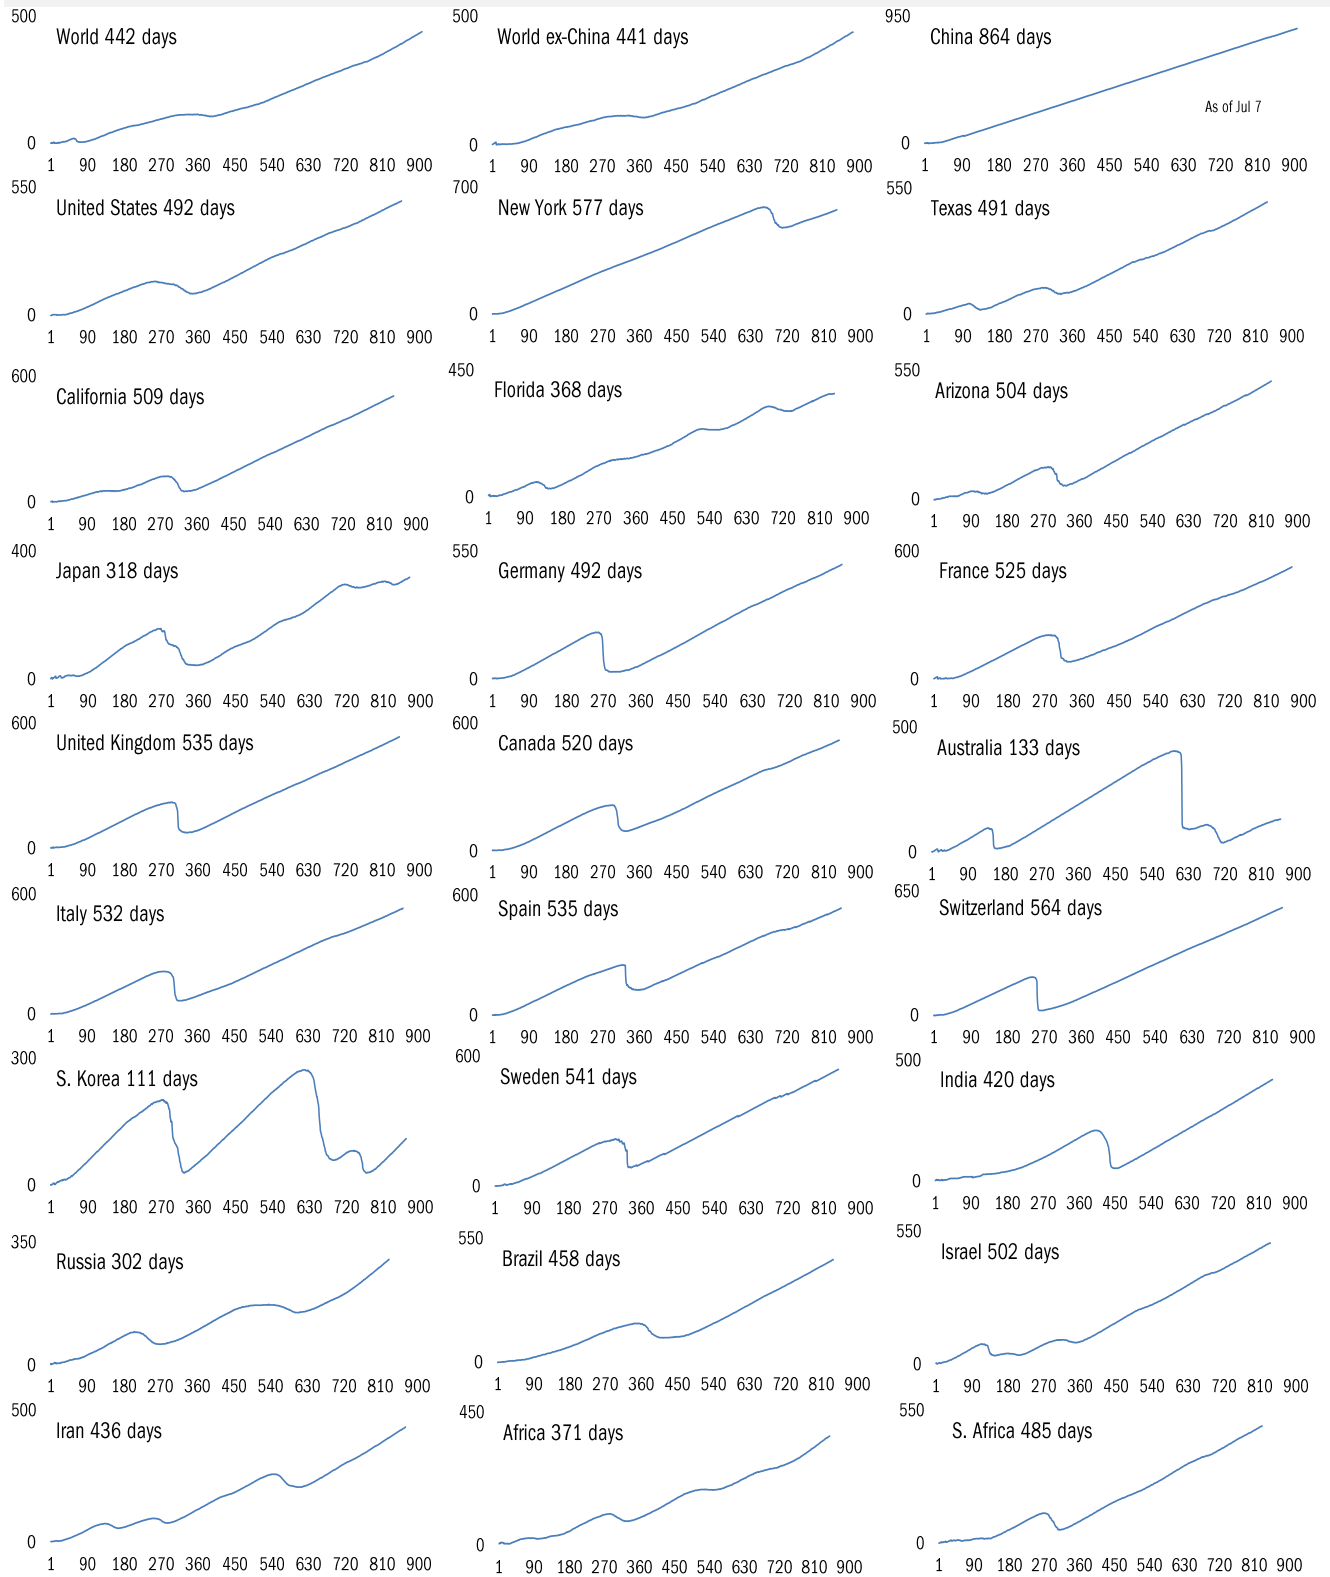 500 500 950
World 442 days World ex-China 441 days China 864 days
As of Jul 7
0 0 0
1 90 180 270 360 450 540 630 720 810 900 1 90 180 270 360 450 540 630 720 810 900 1 90 180 270 360 450 540 630 720 810 900
550 700 550
United States 492 days New York 577 days Texas 491 days
0 0 0
1 90 180 270 360 450 540 630 720 810 900 1 90 180 270 360 450 540 630 720 810 900 1 90 180 270 360 450 540 630 720 810 900
600 450 550
California 509 days Florida 368 days Arizona 504 days
0 0 0
1 90 180 270 360 450 540 630 720 810 900 1 90 180 270 360 450 540 630 720 810 900 1 90 180 270 360 450 540 630 720 810 900
400 550 600
Japan 318 days Germany 492 days France 525 days
0 0 0
1 90 180 270 360 450 540 630 720 810 900 1 90 180 270 360 450 540 630 720 810 900 1 90 180 270 360 450 540 630 720 810 900
600 600 500
United Kingdom 535 days Canada 520 days Australia 133 days
0 0 0
1 90 180 270 360 450 540 630 720 810 900 1 90 180 270 360 450 540 630 720 810 900 1 90 180 270 360 450 540 630 720 810 900
600 600 650
Italy 532 days Spain 535 days Switzerland 564 days
0 0 0
1 90 180 270 360 450 540 630 720 810 900 1 90 180 270 360 450 540 630 720 810 900 1 90 180 270 360 450 540 630 720 810 900
300 600 500
S. Korea 111 days Sweden 541 days India 420 days
0 0 0
1 90 180 270 360 450 540 630 720 810 900 1 90 180 270 360 450 540 630 720 810 900 1 90 180 270 360 450 540 630 720 810 900
350 550 550
Russia 302 days Brazil 458 days Israel 502 days
0 0 0
1 90 180 270 360 450 540 630 720 810 900 1 90 180 270 360 450 540 630 720 810 900 1 90 180 270 360 450 540 630 720 810 900
500 450 550
Iran 436 days Africa 371 days S. Africa 485 days
0 0 0
1 90 180 270 360 450 540 630 720 810 900 1 90 180 270 360 450 540 630 720 810 900 1 90 180 270 360 450 540 630 720 810 900